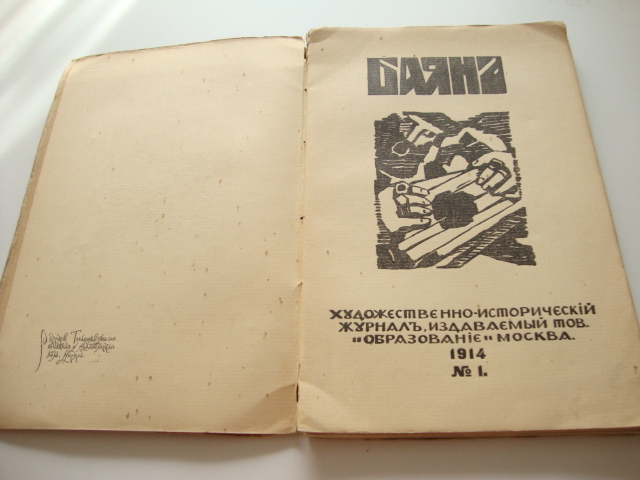 БАЯНЪ
ХУДОЖЕСТВЕННО-ИСТОРИЧЕСКІЙ
ЖУРНАЛЪ, ИЗДАВАЕМЫЙ ТОВ.
"ОБРАЗОВАНІЕ" МОСКВА.
1914
№ 1.